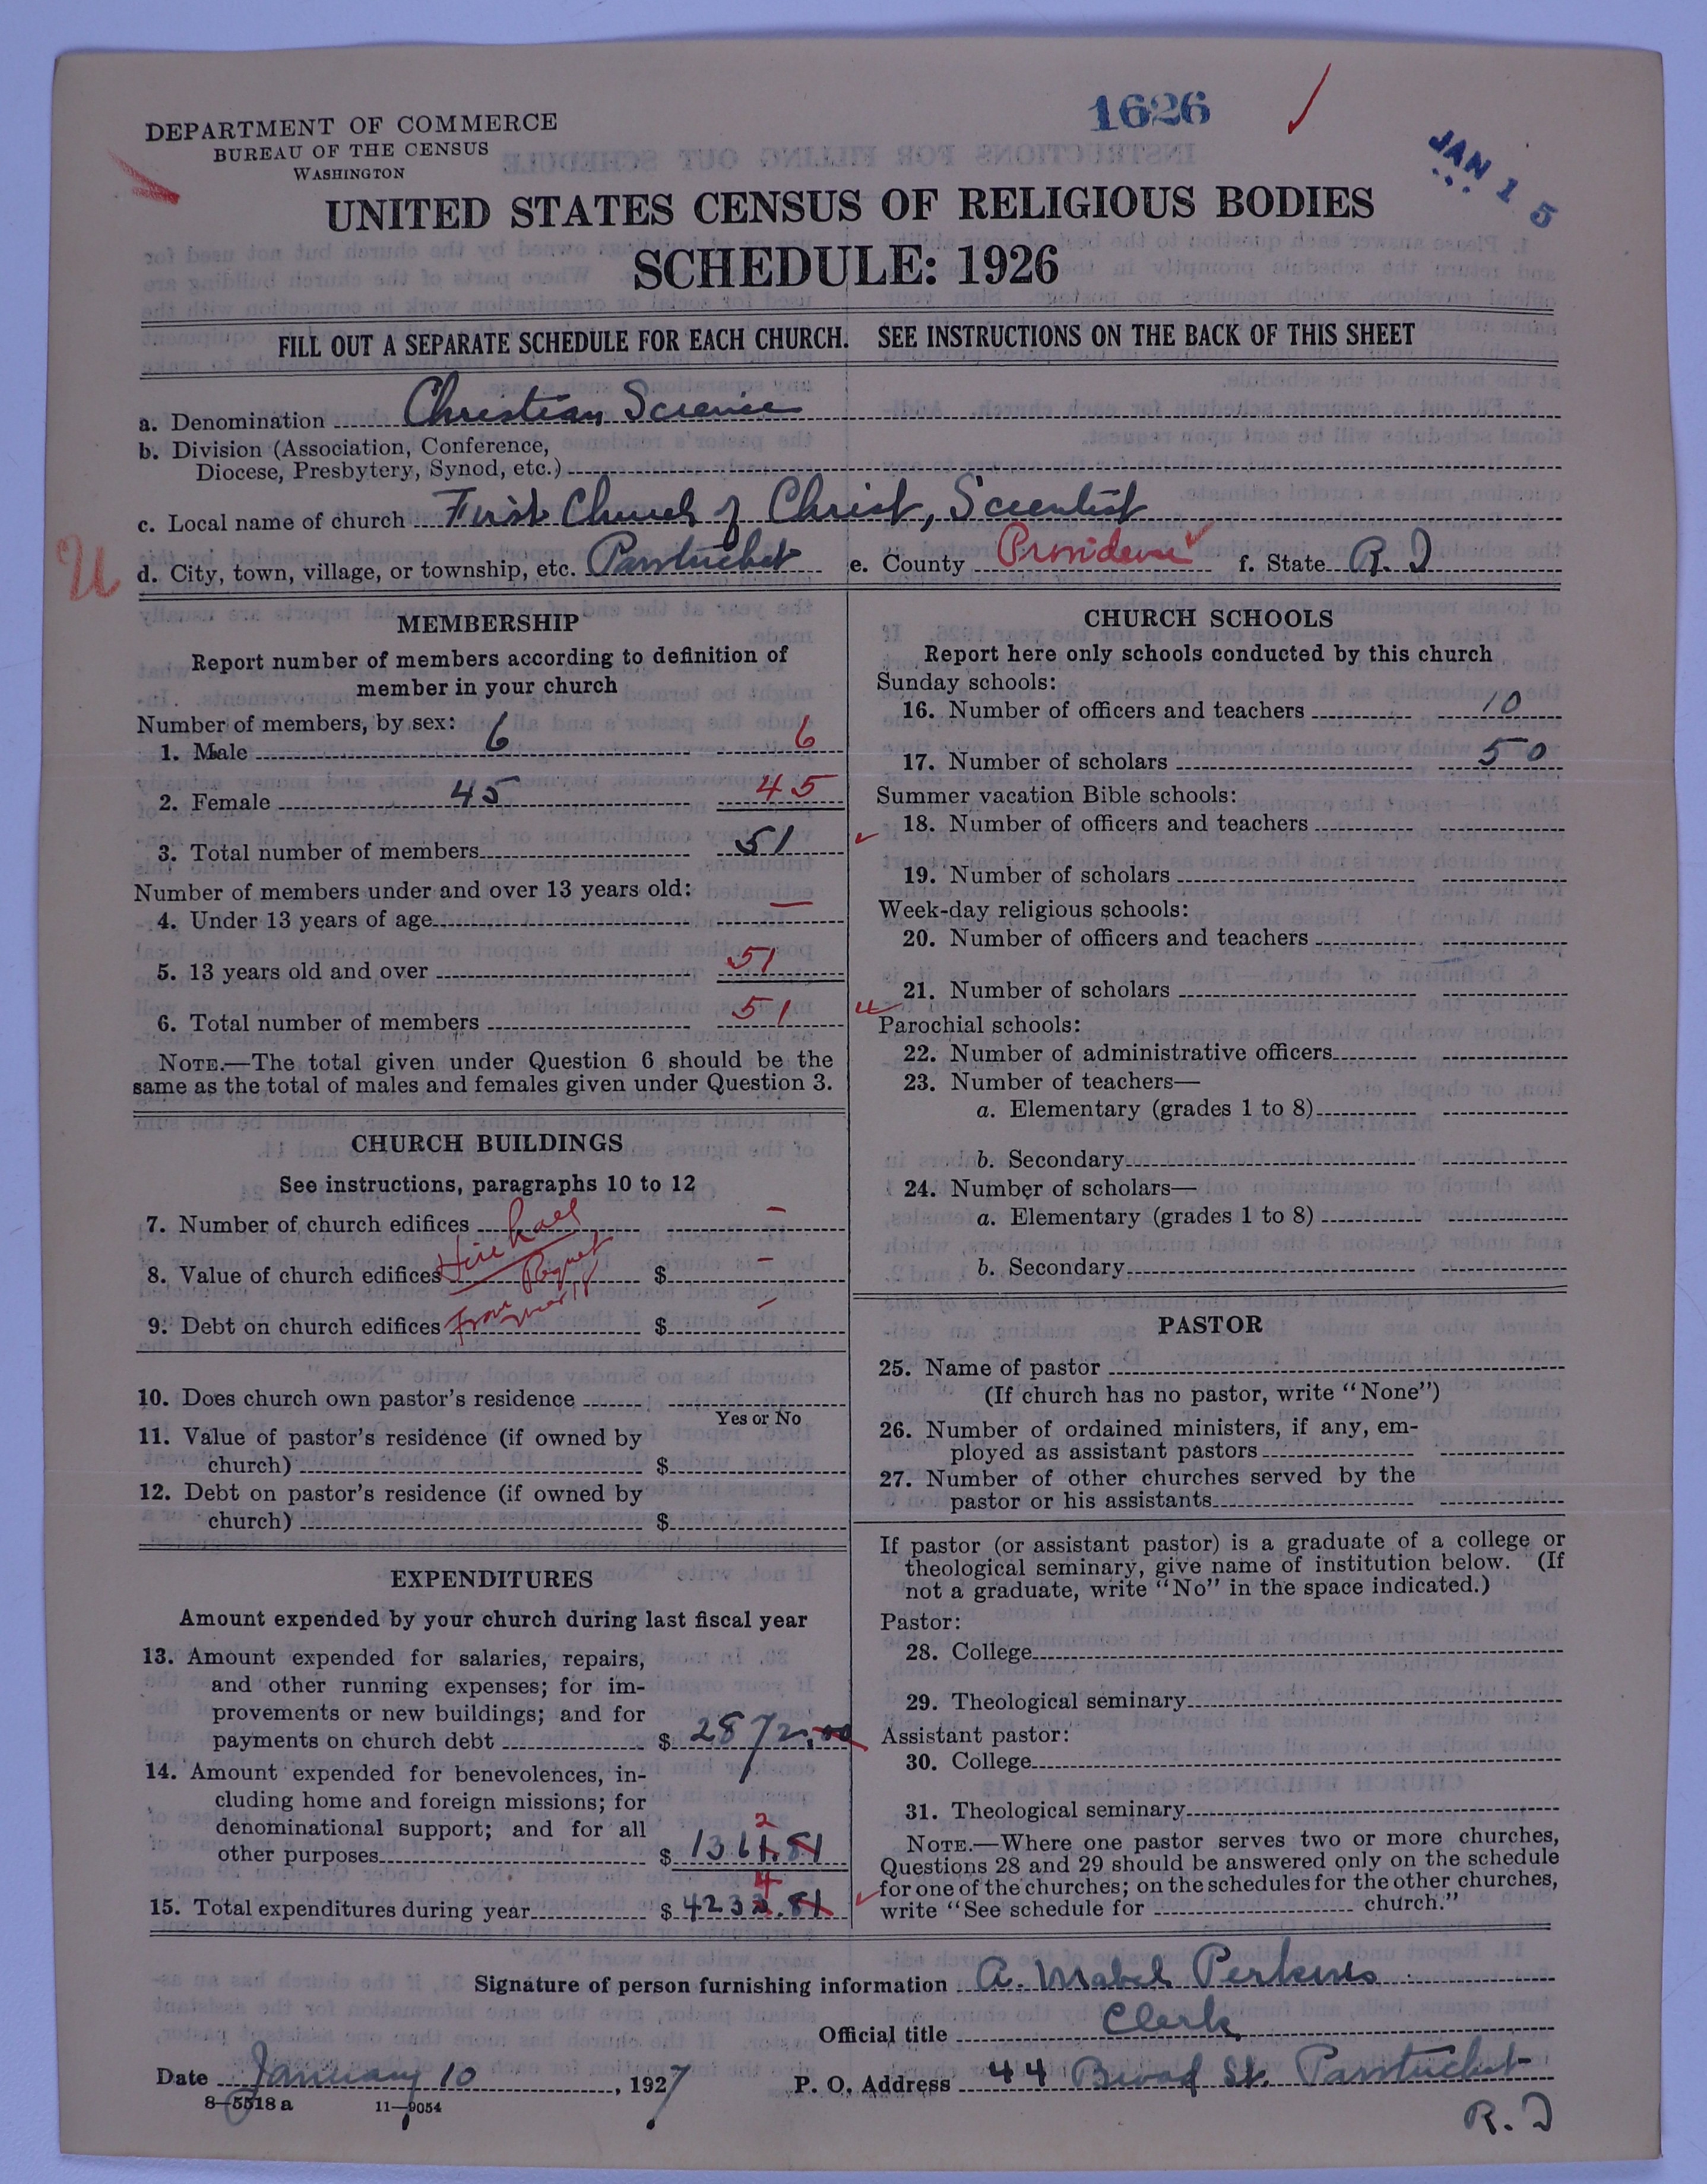 1626
JAN 15
DEPARTMENT OF COMMERCE
BUREAU OF THE CENSUS
WASHINGTON
UNITED STATES CENSUS OF RELIGIOUS BODIES
SCHEDULE: 1926
FILL OUT A SEPARATE SCHEDULE FOR EACH CHURCH. SEE INSTRUCTIONS ON THE BACK OF THIS SHEET
a. Denomination Christian Science
b. Division (Association, Conference,
Diocese, Presbytery, Synod, etc.)
c. Local name of church First Church of Christ, Scientist
d. City, town, village, or township, etc. Pawtucket e. County Providence f. State R. I
U
MEMBERSHIP
Report number of members according to definition of
member in your church
Number of members, by sex:
1. Male 6 6
2. Female 45 45
3. Total number of members 51
Number of members under and over 13 years old:
4. Under 13 years of age —
5. 13 years old and over 51
6. Total number of members 51
NOTE.—The total given under Question 6 should be the
same as the total of males and females given under Question 3.
CHURCH BUILDINGS
See instructions, paragraphs 10 to 12
7. Number of church edifices Hire hall –
8. Value of church edifices $ –
9. Debt on church edifices From $ –
10. Does church own pastor's residence
Yes or No
11. Value of pastor's residence (if owned by
church) $
12. Debt on pastor's residence (if owned by
church) $
EXPENDITURES
Amount expended by your church during last fiscal year
13. Amount expended for salaries, repairs,
and other running expenses; for im-
provements or new buildings; and for
payments on church debt $ 2872.00
14. Amount expended for benevolences, in-
cluding home and foreign missions; for
denominational support; and for all
2
other purposes $ 1361.81
4
15. Total expenditures during year $ 4233.81
CHURCH SCHOOLS
Report here only schools conducted by this church
Sunday schools:
16. Number of officers and teachers 10
17. Number of scholars 50
Summer vacation Bible schools:
18. Number of officers and teachers
19. Number of scholars
Week-day religious schools:
20. Number of officers and teachers
21. Number of scholars
Parochial schools:
22. Number of administrative officers
23. Number of teachers—
a. Elementary (grades 1 to 8)
b. Secondary
24. Number of scholars—
a. Elementary (grades 1 to 8)
b. Secondary
PASTOR
25. Name of pastor
(If church has no pastor, write "None")
26. Number of ordained ministers, if any, em-
ployed as assistant pastors
27. Number of other churches served by the
pastor or his assistants
If pastor (or assistant pastor) is a graduate of a college or
theological seminary, give name of institution below. (If
not a graduate, write "No" in the space indicated.)
Pastor:
28. College
29. Theological seminary
Assistant pastor:
30. College
31. Theological seminary
NOTE.—Where one pastor serves two or more churches,
Questions 28 and 29 should be answered only on the schedule
for one of the churches; on the schedules for the other churches,
write "See schedule for church."
Signature of person furnishing information A. Mabel Perkins
Official title Clerk
Date January 10, 1927 P. O. Address 44 Broad St. Pawtucket
R. I
8—5518 a 11—9054